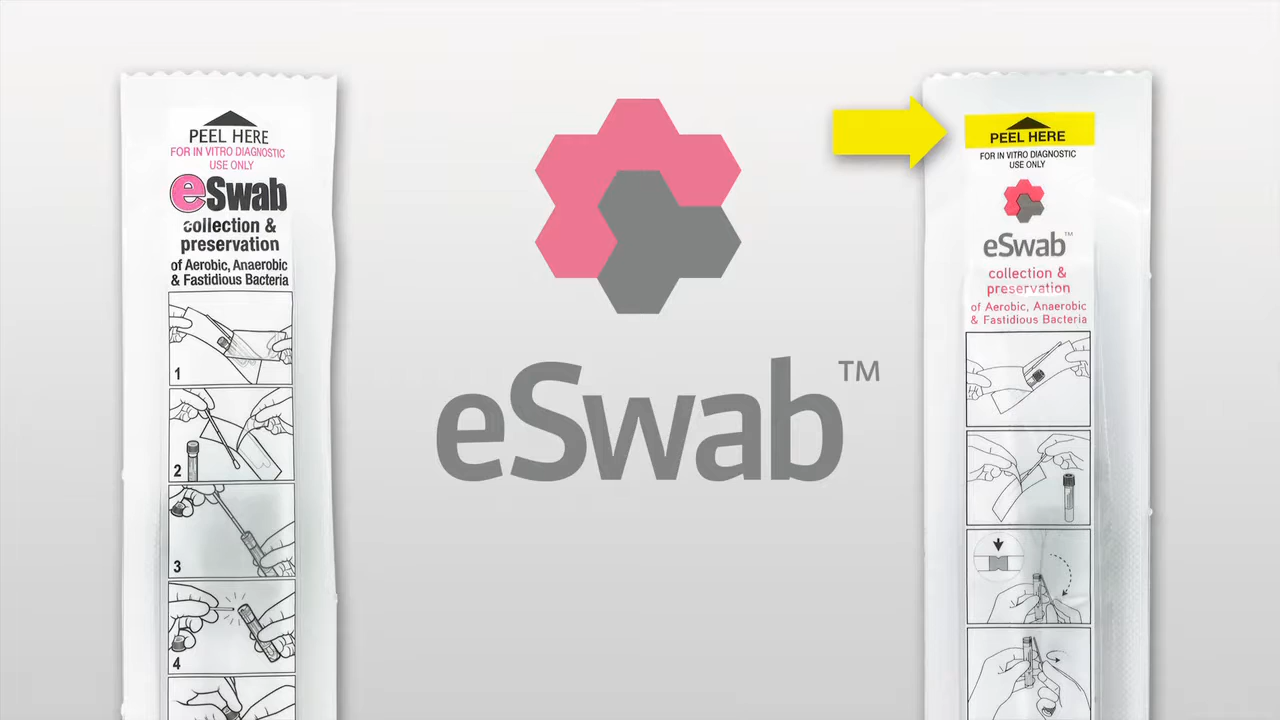 PEEL HERE
FOR IN VITRO DIAGNOSTIC
USE ONLY
eSwab
collection &
preservation
of Aerobic, Anaerobic
& Fastidious Bacteria
1
2
3
4
eSwab™
PEEL HERE
FOR IN VITRO DIAGNOSTIC
USE ONLY
eSwab™
collection &
preservation
of Aerobic, Anaerobic
& Fastidious Bacteria